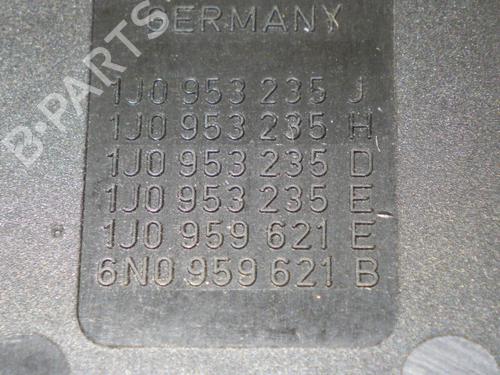 GERMANY
1J0 953 235 J
1J0 953 235 H
1J0 953 235 D
1J0 953 235 E
1J0 959 621 E
6N0 959 621 B
B·PARTS